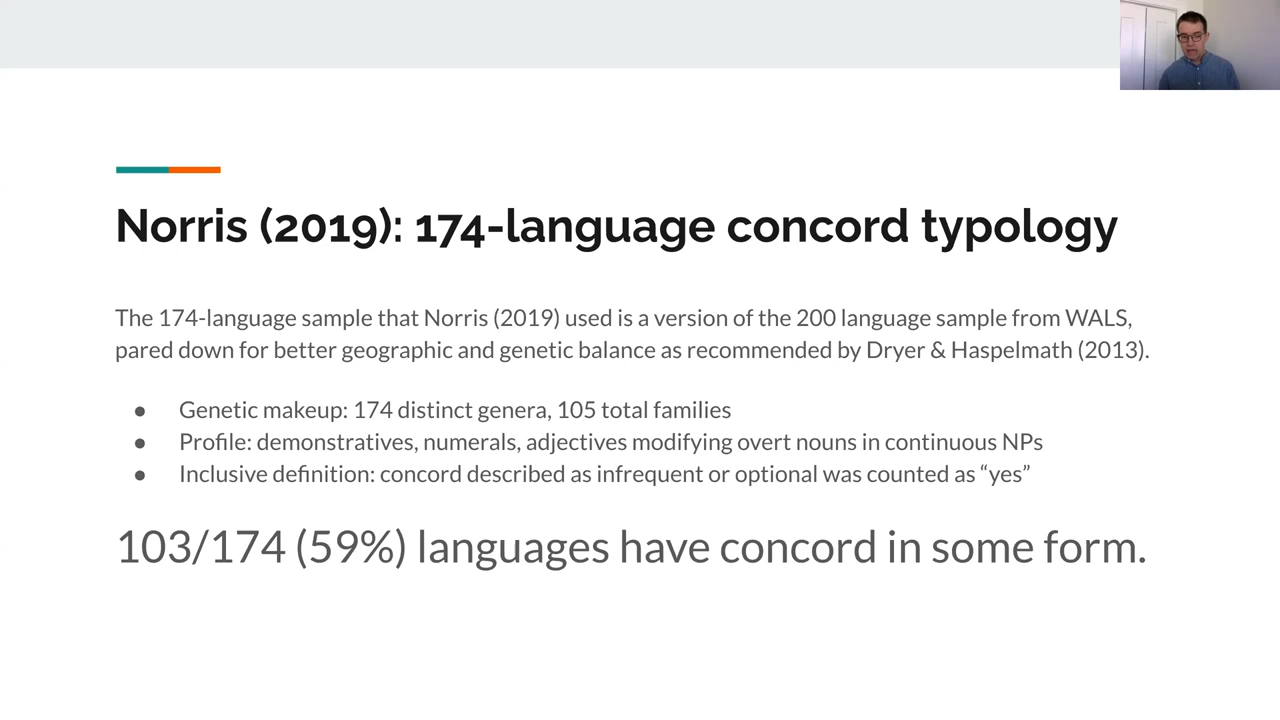 Norris (2019): 174-language concord typology
The 174-language sample that Norris (2019) used is a version of the 200 language sample from WALS,
pared down for better geographic and genetic balance as recommended by Dryer & Haspelmath (2013).
● Genetic makeup: 174 distinct genera, 105 total families
● Profile: demonstratives, numerals, adjectives modifying overt nouns in continuous NPs
● Inclusive definition: concord described as infrequent or optional was counted as “yes”
103/174 (59%) languages have concord in some form.